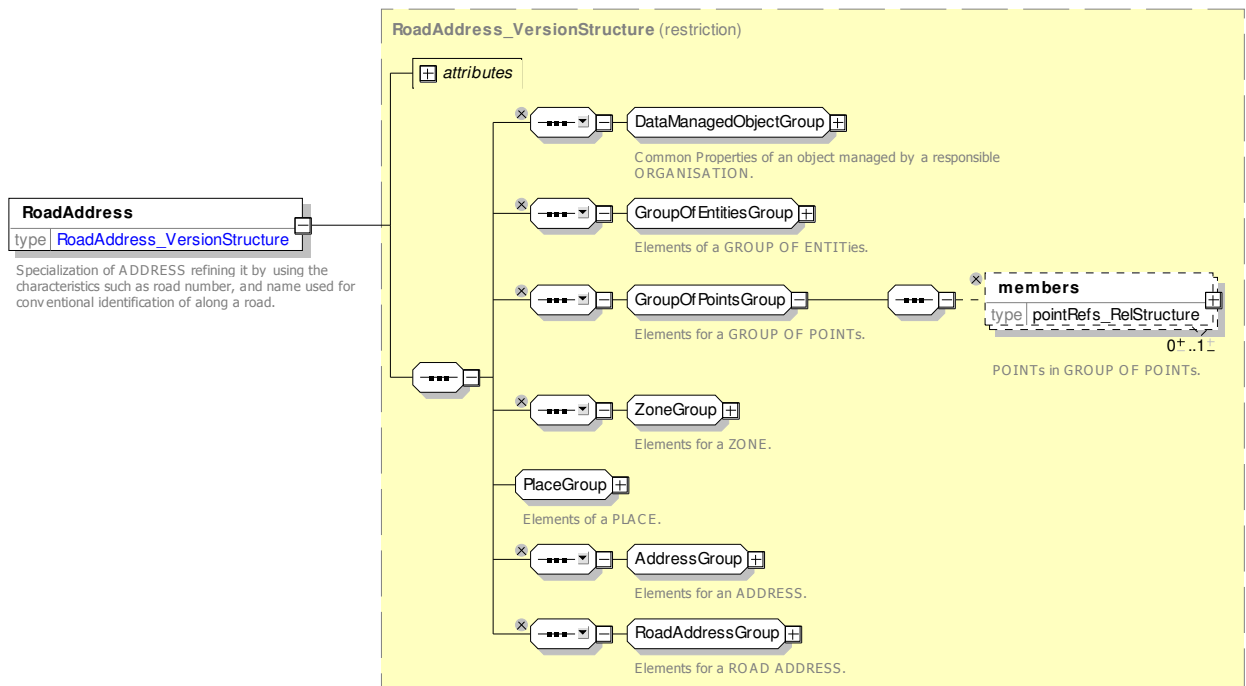 RoadAddress_VersionStructure (restriction)
attributes
DataManagedObjectGroup
Common Properties of an object managed by a responsible
ORGANISATION.
RoadAddress
type RoadAddress_VersionStructure
Specialization of ADDRESS refining it by using the
characteristics such as road number, and name used for
conventional identification of along a road.
GroupOfEntitiesGroup
Elements of a GROUP OF ENTITies.
GroupOfPointsGroup
Elements for a GROUP OF POINTs.
members
type pointRefs_RelStructure
0±..1±
POINTs in GROUP OF POINTs.
ZoneGroup
Elements for a ZONE.
PlaceGroup
Elements of a PLACE.
AddressGroup
Elements for an ADDRESS.
RoadAddressGroup
Elements for a ROAD ADDRESS.